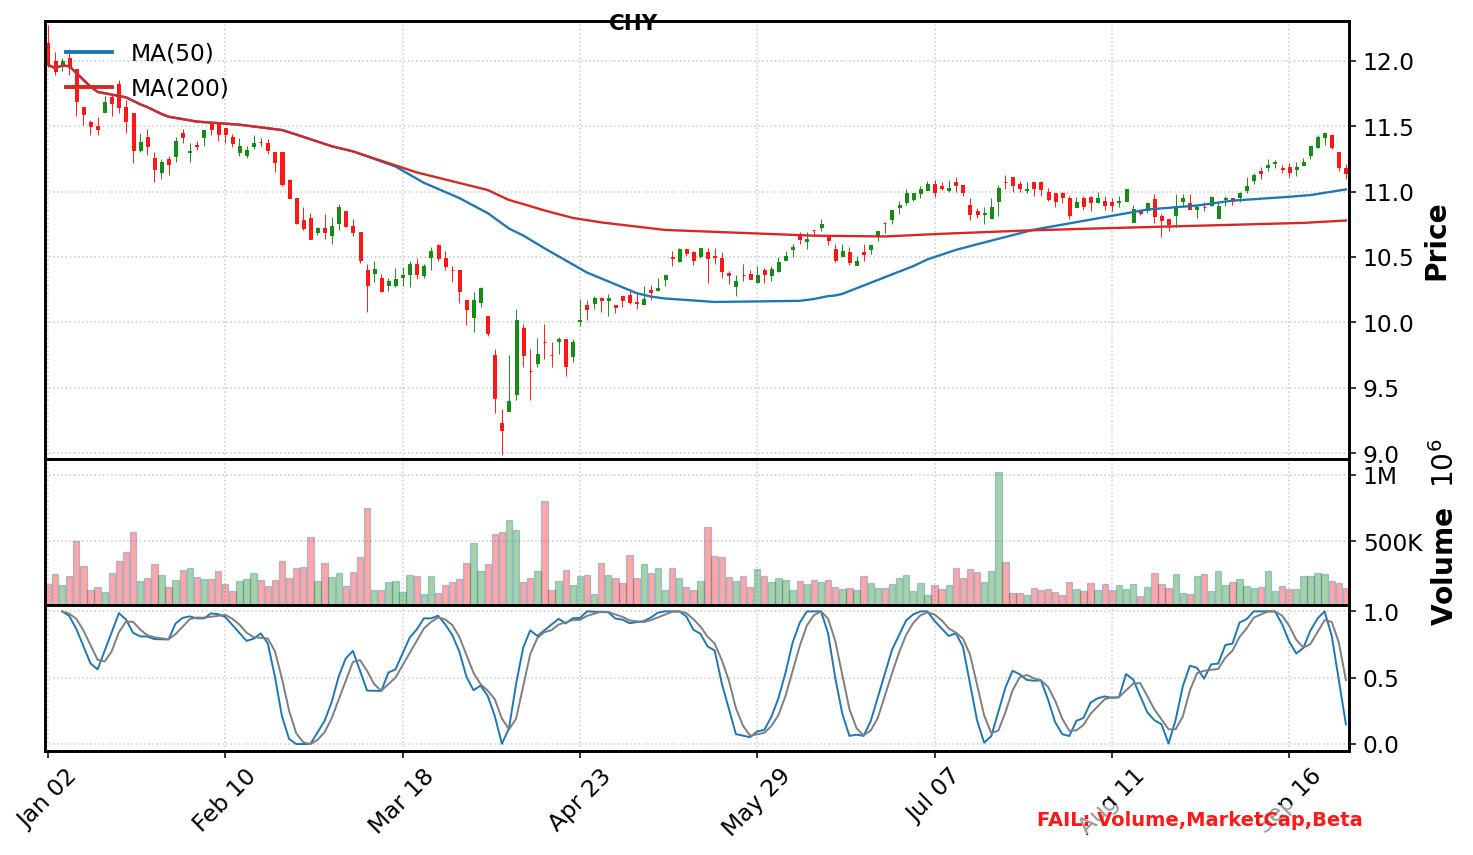 CHY
MA(50)
MA(200)
12.0
11.5
11.0
10.5
10.0
9.5
9.0
Price
1M
500K
Volume 10⁶
1.0
0.5
0.0
Jan 02
Feb 10
Mar 18
Apr 23
May 29
Jul 07
Aug 11
Sep 16
FAIL: Volume,MarketCap,Beta